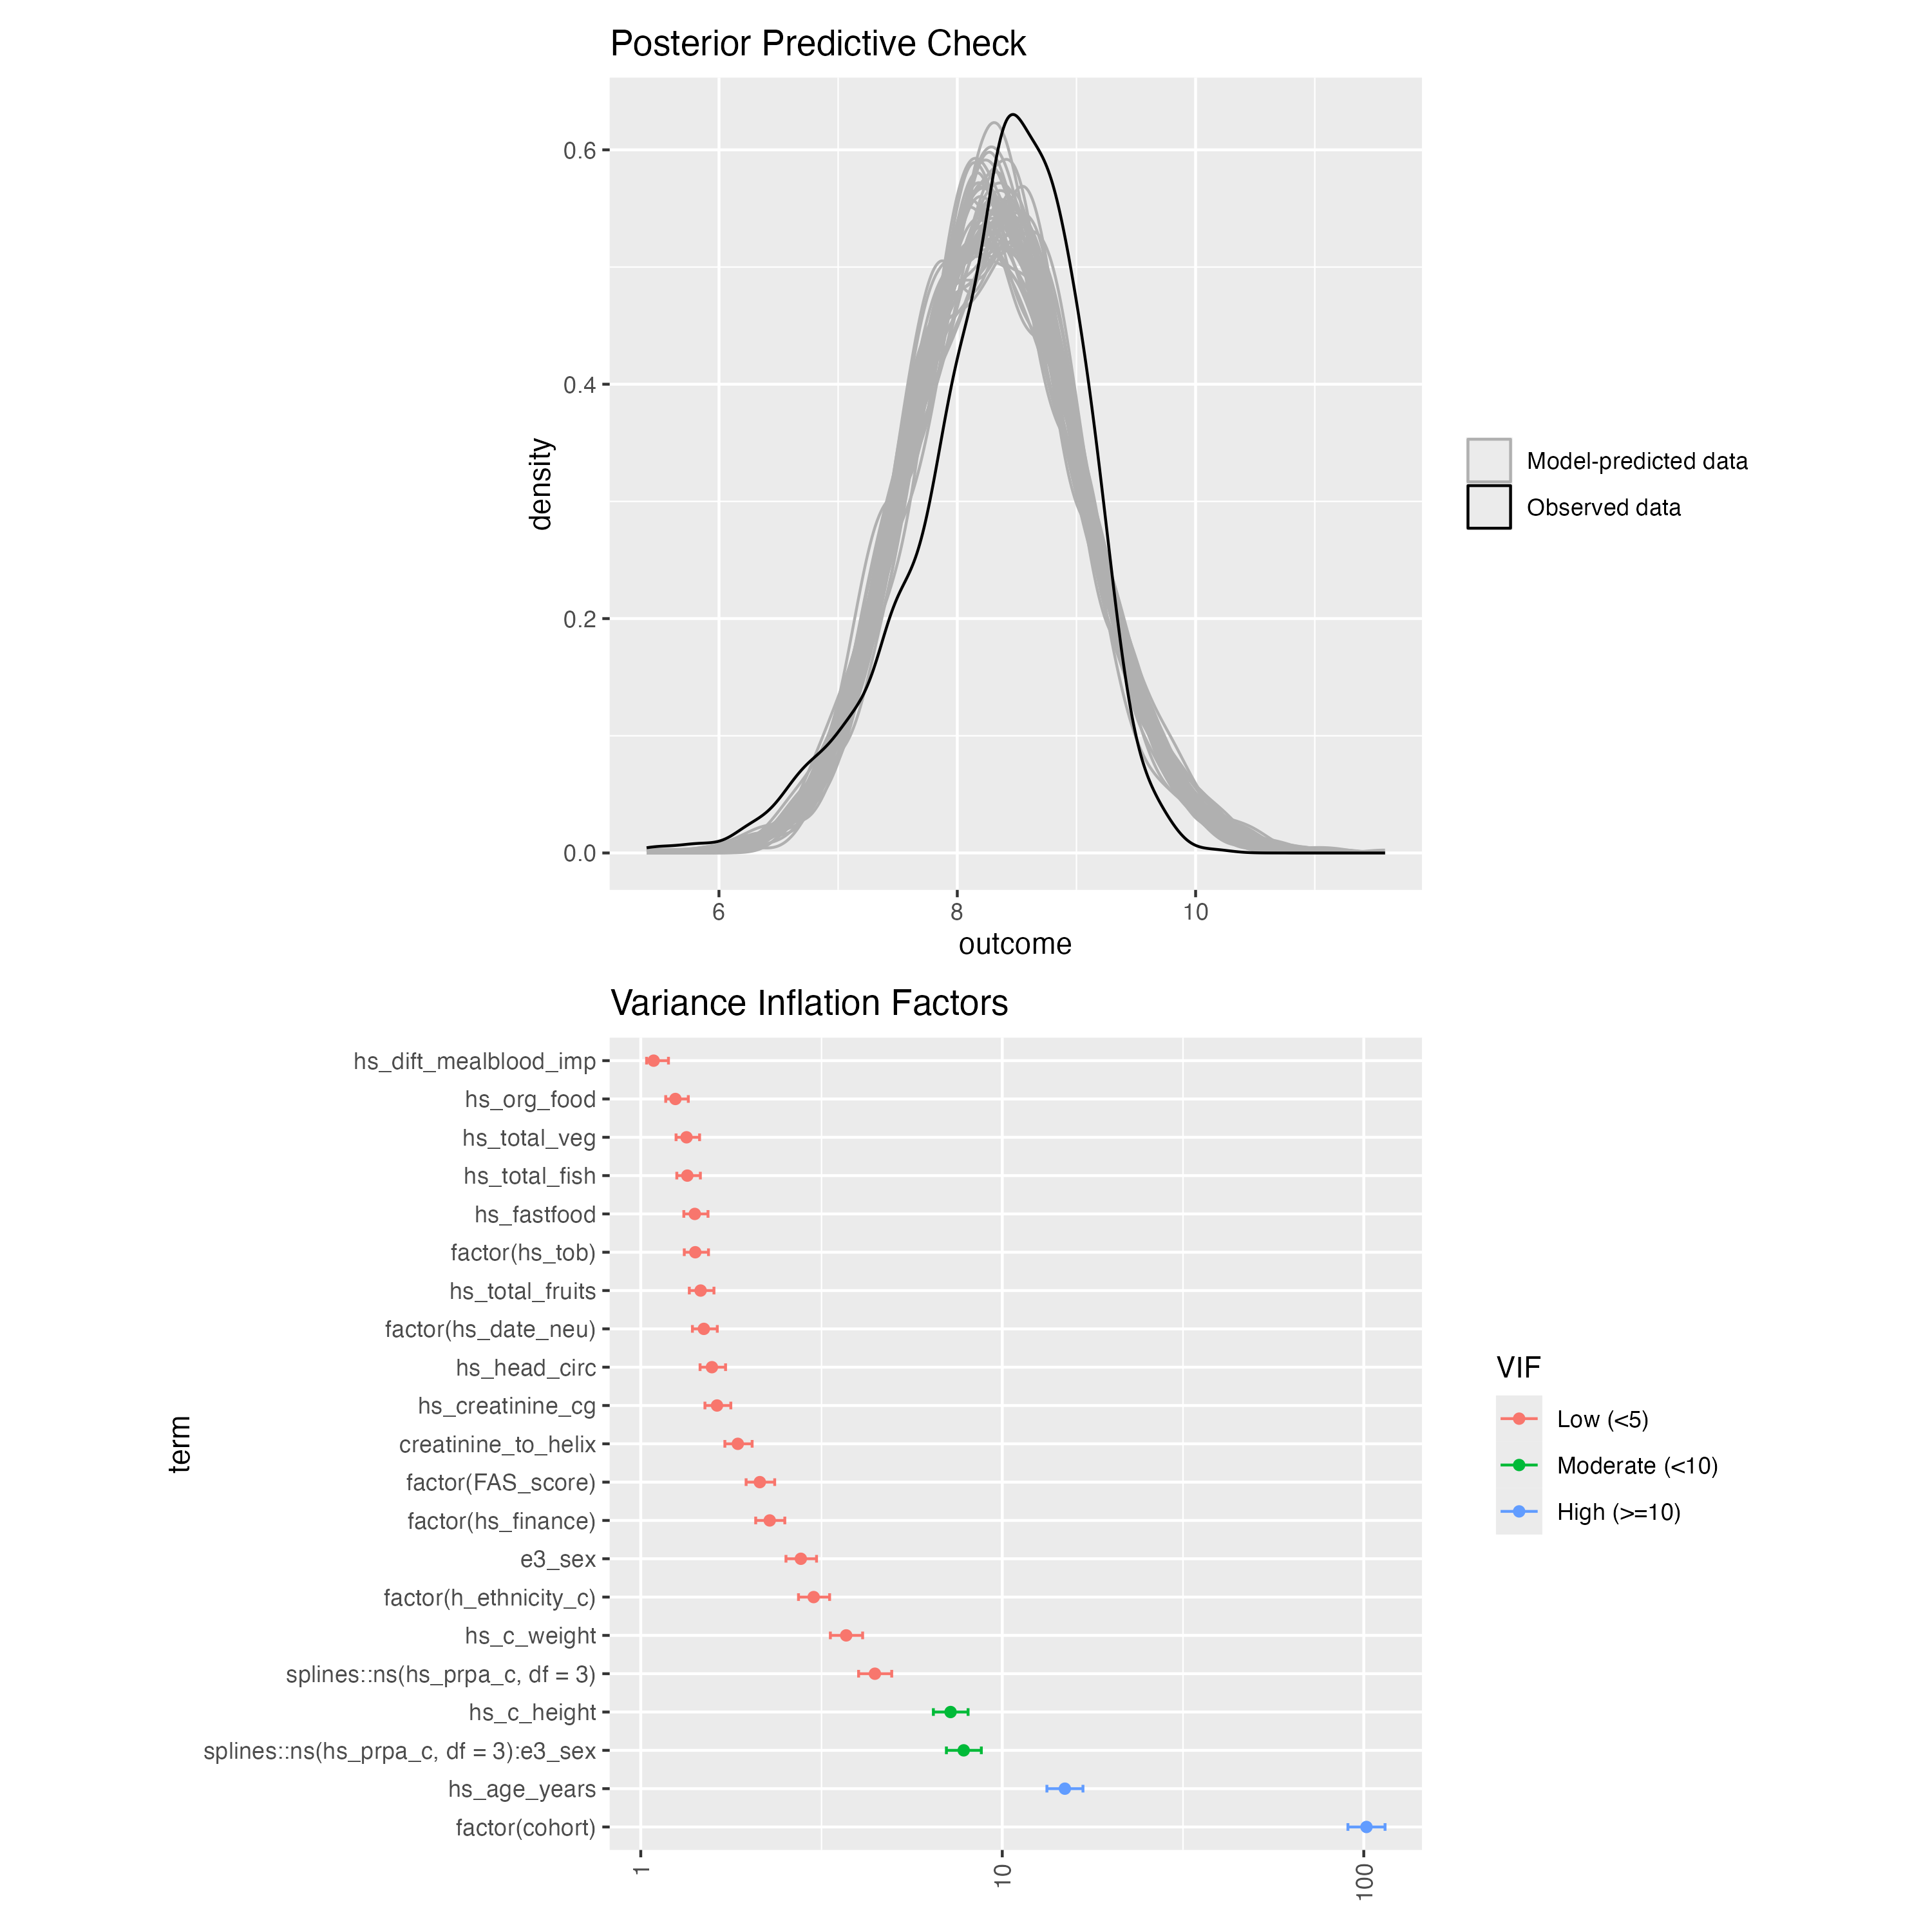 Posterior Predictive Check
0.6
0.4
0.2
0.0
density
6
8
10
outcome
Model-predicted data
Observed data
Variance Inflation Factors
hs_dift_mealblood_imp
hs_org_food
hs_total_veg
hs_total_fish
hs_fastfood
factor(hs_tob)
hs_total_fruits
factor(hs_date_neu)
hs_head_circ
hs_creatinine_cg
creatinine_to_helix
factor(FAS_score)
factor(hs_finance)
e3_sex
factor(h_ethnicity_c)
hs_c_weight
splines::ns(hs_prpa_c, df = 3)
hs_c_height
splines::ns(hs_prpa_c, df = 3):e3_sex
hs_age_years
factor(cohort)
term
1
10
100
VIF
Low (<5)
Moderate (<10)
High (>=10)